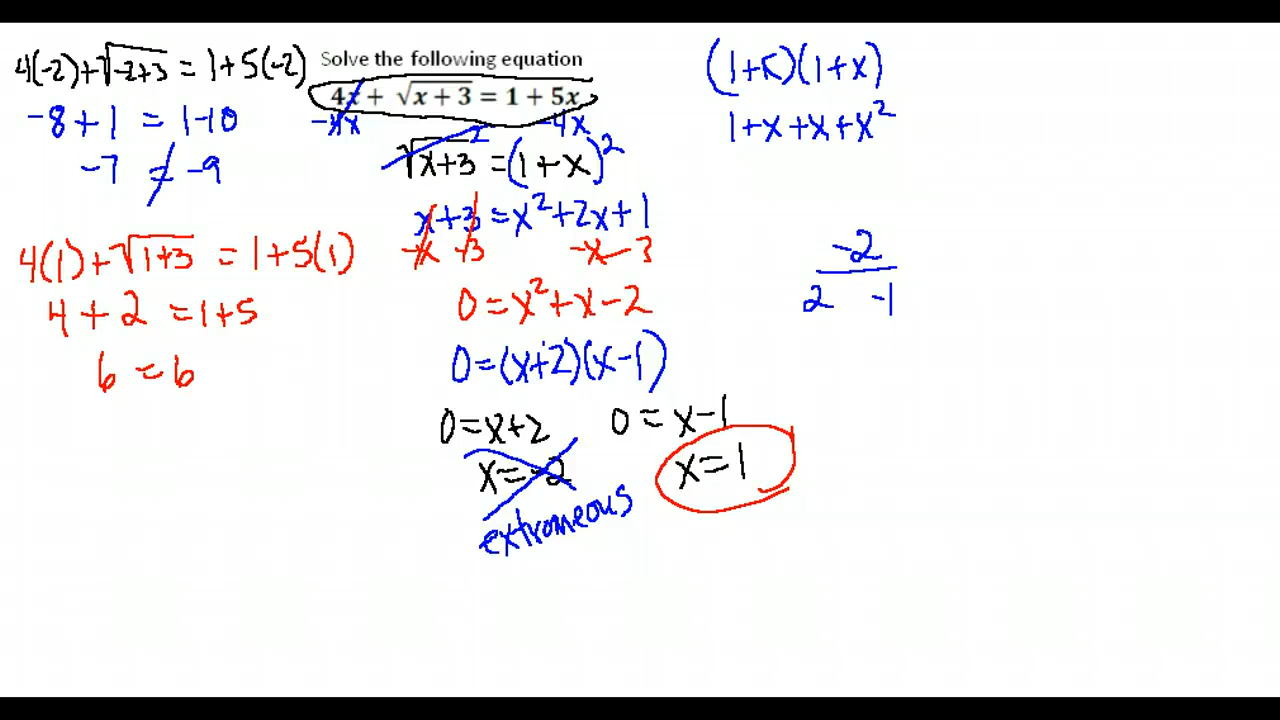 4(-2)+√-2+3 = 1+5(-2)
-8+1 = 1-10
-7 ≠ -9
4(1)+√1+3 = 1+5(1)
4+2 = 1+5
6 = 6
Solve the following equation
4x + √x + 3 = 1 + 5x
-4x -4x
√x+3² = (1+x)²
x+3 = x²+2x+1
-x -3 -x-3
0 = x²+x-2
0 = (x+2)(x-1)
0 = x+2 0 = x-1
x = -2 x = 1
extraneous
(1+x)(1+x)
1+x+x+x²
-2
2 -1